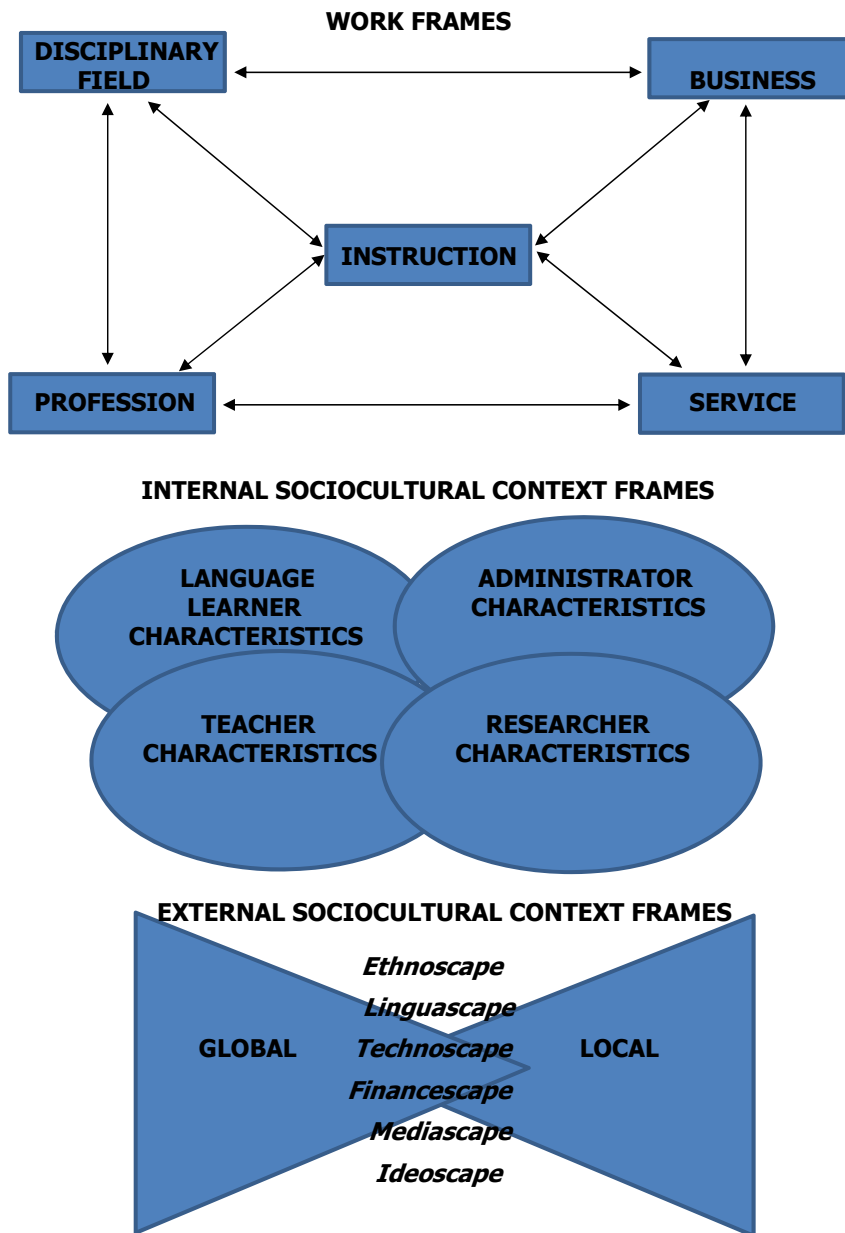 WORK FRAMES
DISCIPLINARY
FIELD
BUSINESS
INSTRUCTION
PROFESSION
SERVICE
INTERNAL SOCIOCULTURAL CONTEXT FRAMES
LANGUAGE
LEARNER
CHARACTERISTICS
ADMINISTRATOR
CHARACTERISTICS
TEACHER
CHARACTERISTICS
RESEARCHER
CHARACTERISTICS
EXTERNAL SOCIOCULTURAL CONTEXT FRAMES
Ethnoscape
Linguascape
GLOBAL
Technoscape
LOCAL
Financescape
Mediascape
Ideoscape